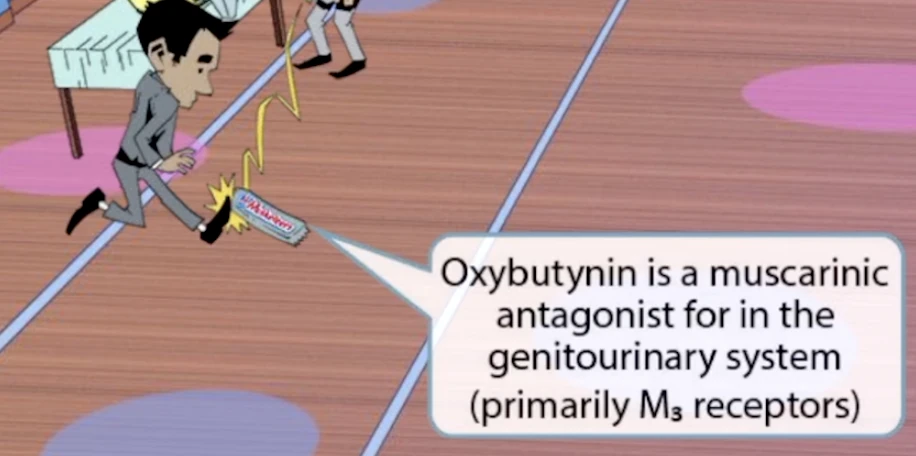 Oxybutynin is a muscarinic
antagonist for in the
genitourinary system
(primarily M₃ receptors)